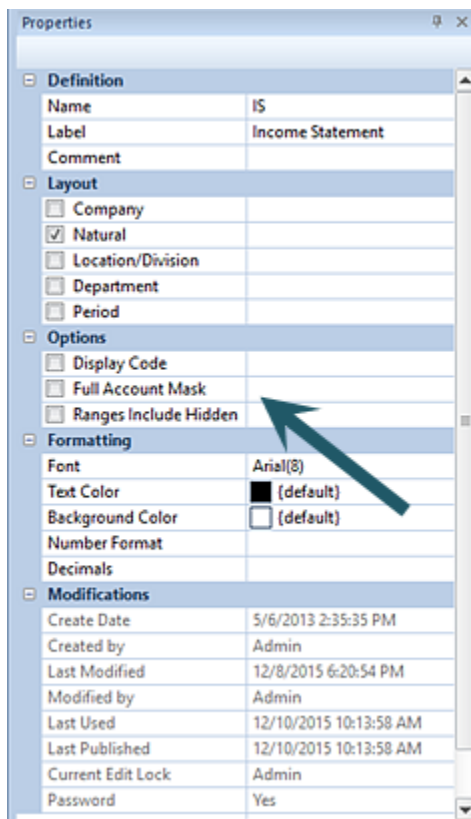 Properties
Definition
Name IS
Label Income Statement
Comment
Layout
Company
Natural
Location/Division
Department
Period
Options
Display Code
Full Account Mask
Ranges Include Hidden
Formatting
Font Arial(8)
Text Color {default}
Background Color {default}
Number Format
Decimals
Modifications
Create Date 5/6/2013 2:35:35 PM
Created by Admin
Last Modified 12/8/2015 6:20:54 PM
Modified by Admin
Last Used 12/10/2015 10:13:58 AM
Last Published 12/10/2015 10:13:58 AM
Current Edit Lock Admin
Password Yes